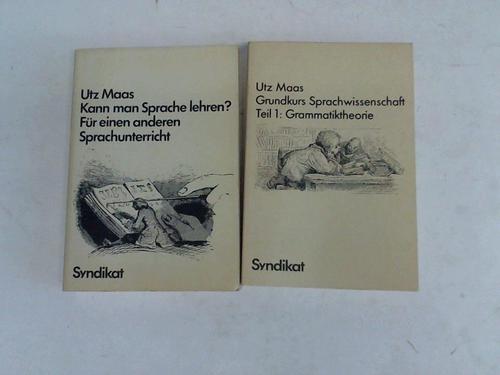 Utz Maas
Kann man Sprache lehren?
Für einen anderen
Sprachunterricht
Syndikat
Utz Maas
Grundkurs Sprachwissenschaft
Teil 1: Grammatiktheorie
Syndikat